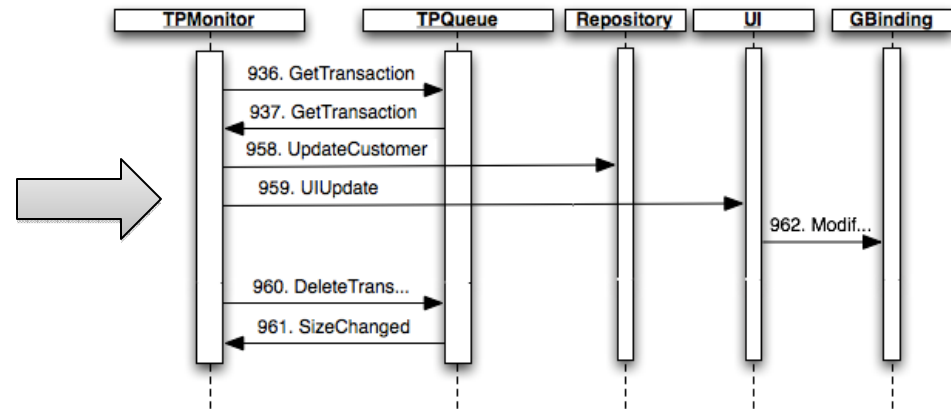 TPMonitor TPQueue Repository UI GBinding
936. GetTransaction
937. GetTransaction
958. UpdateCustomer
959. UIUpdate
962. Modif...
960. DeleteTrans...
961. SizeChanged